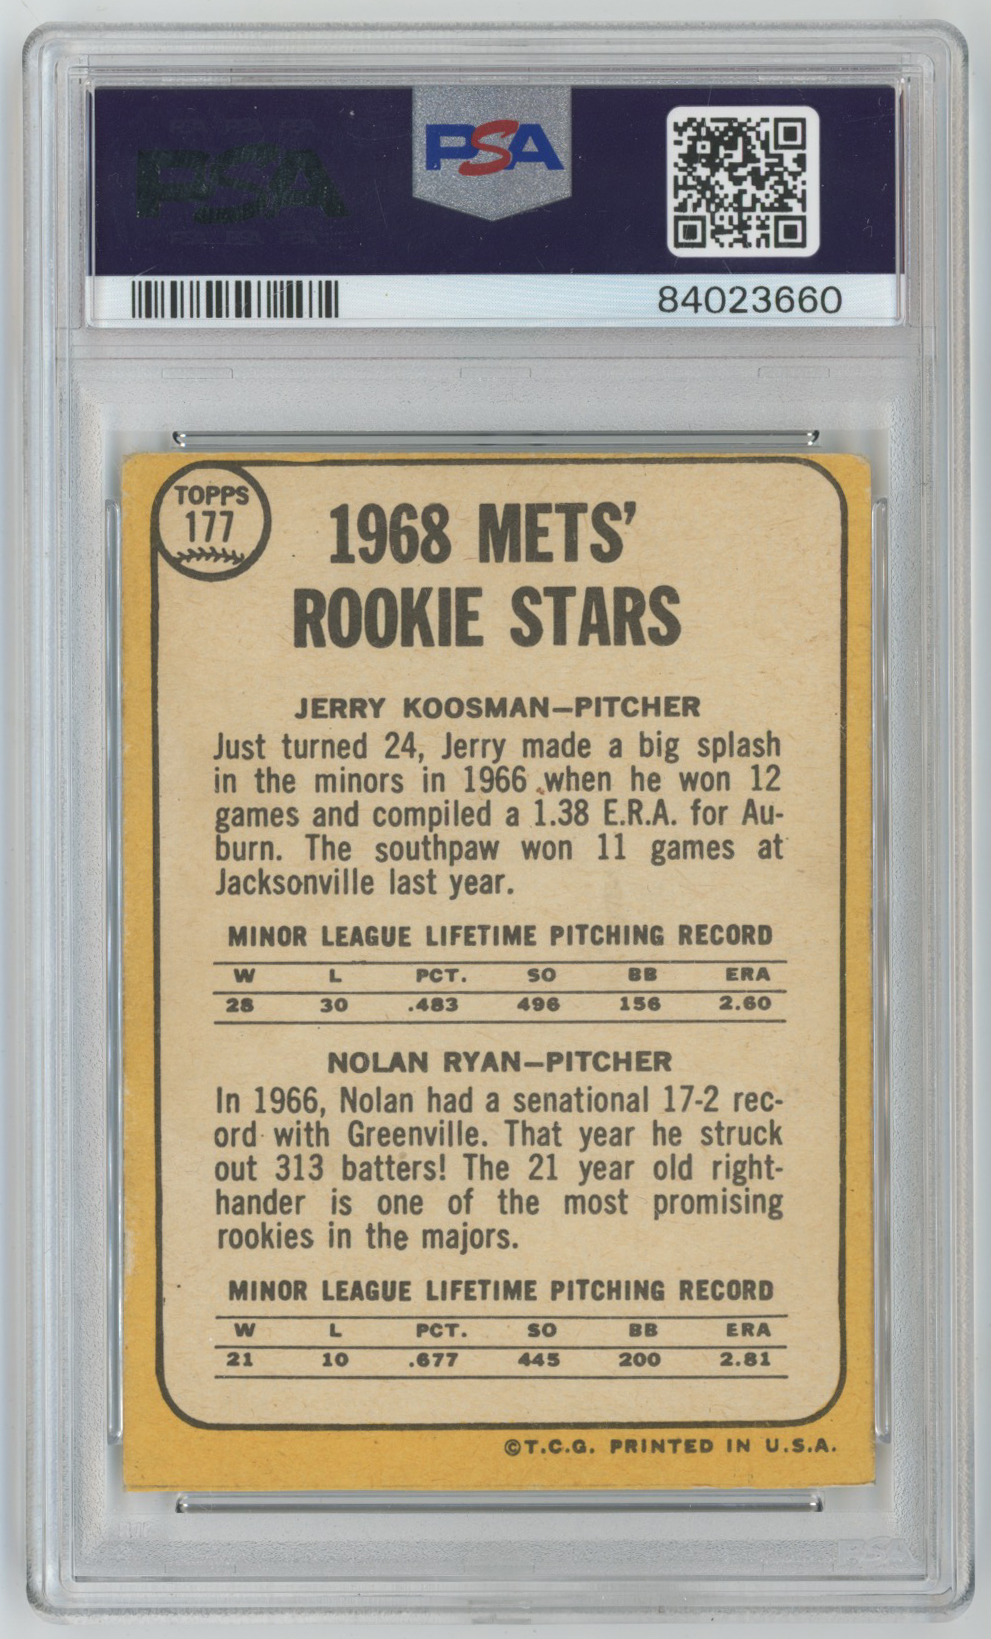 PSA
PSA
84023660
TOPPS
177
1968 METS'
ROOKIE STARS
JERRY KOOSMAN—PITCHER
Just turned 24, Jerry made a big splash
in the minors in 1966 when he won 12
games and compiled a 1.38 E.R.A. for Au-
burn. The southpaw won 11 games at
Jacksonville last year.
MINOR LEAGUE LIFETIME PITCHING RECORD
W L PCT. SO BB ERA
28 30 .483 496 156 2.60
NOLAN RYAN—PITCHER
In 1966, Nolan had a senational 17-2 rec-
ord with Greenville. That year he struck
out 313 batters! The 21 year old right-
hander is one of the most promising
rookies in the majors.
MINOR LEAGUE LIFETIME PITCHING RECORD
W L PCT. SO BB ERA
21 10 .677 445 200 2.81
©T.C.G. PRINTED IN U.S.A.
PSA